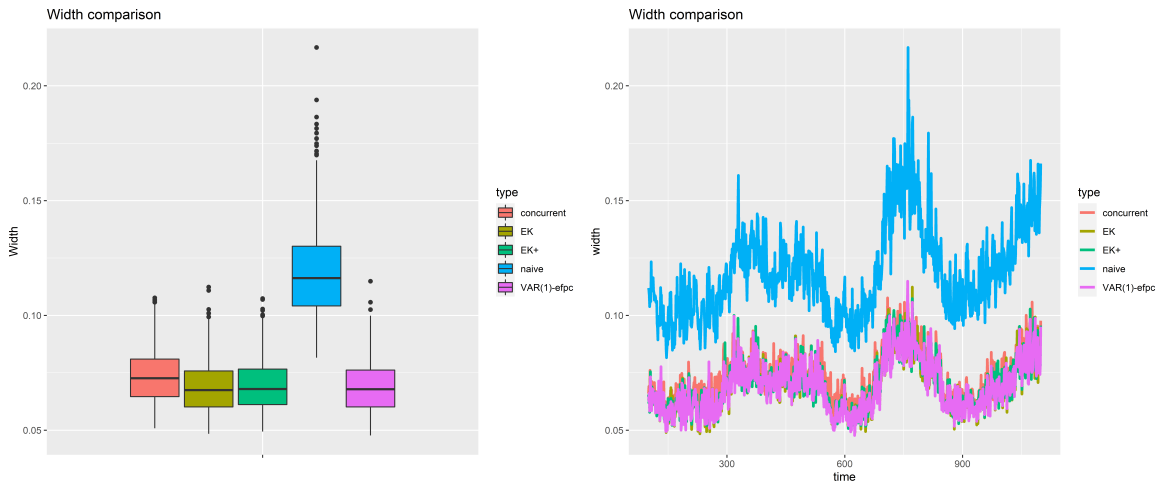 Width comparison
Width
0.20
0.15
0.10
0.05
type
concurrent
EK
EK+
naive
VAR(1)-efpc
Width comparison
width
0.20
0.15
0.10
0.05
300
600
900
time
type
concurrent
EK
EK+
naive
VAR(1)-efpc